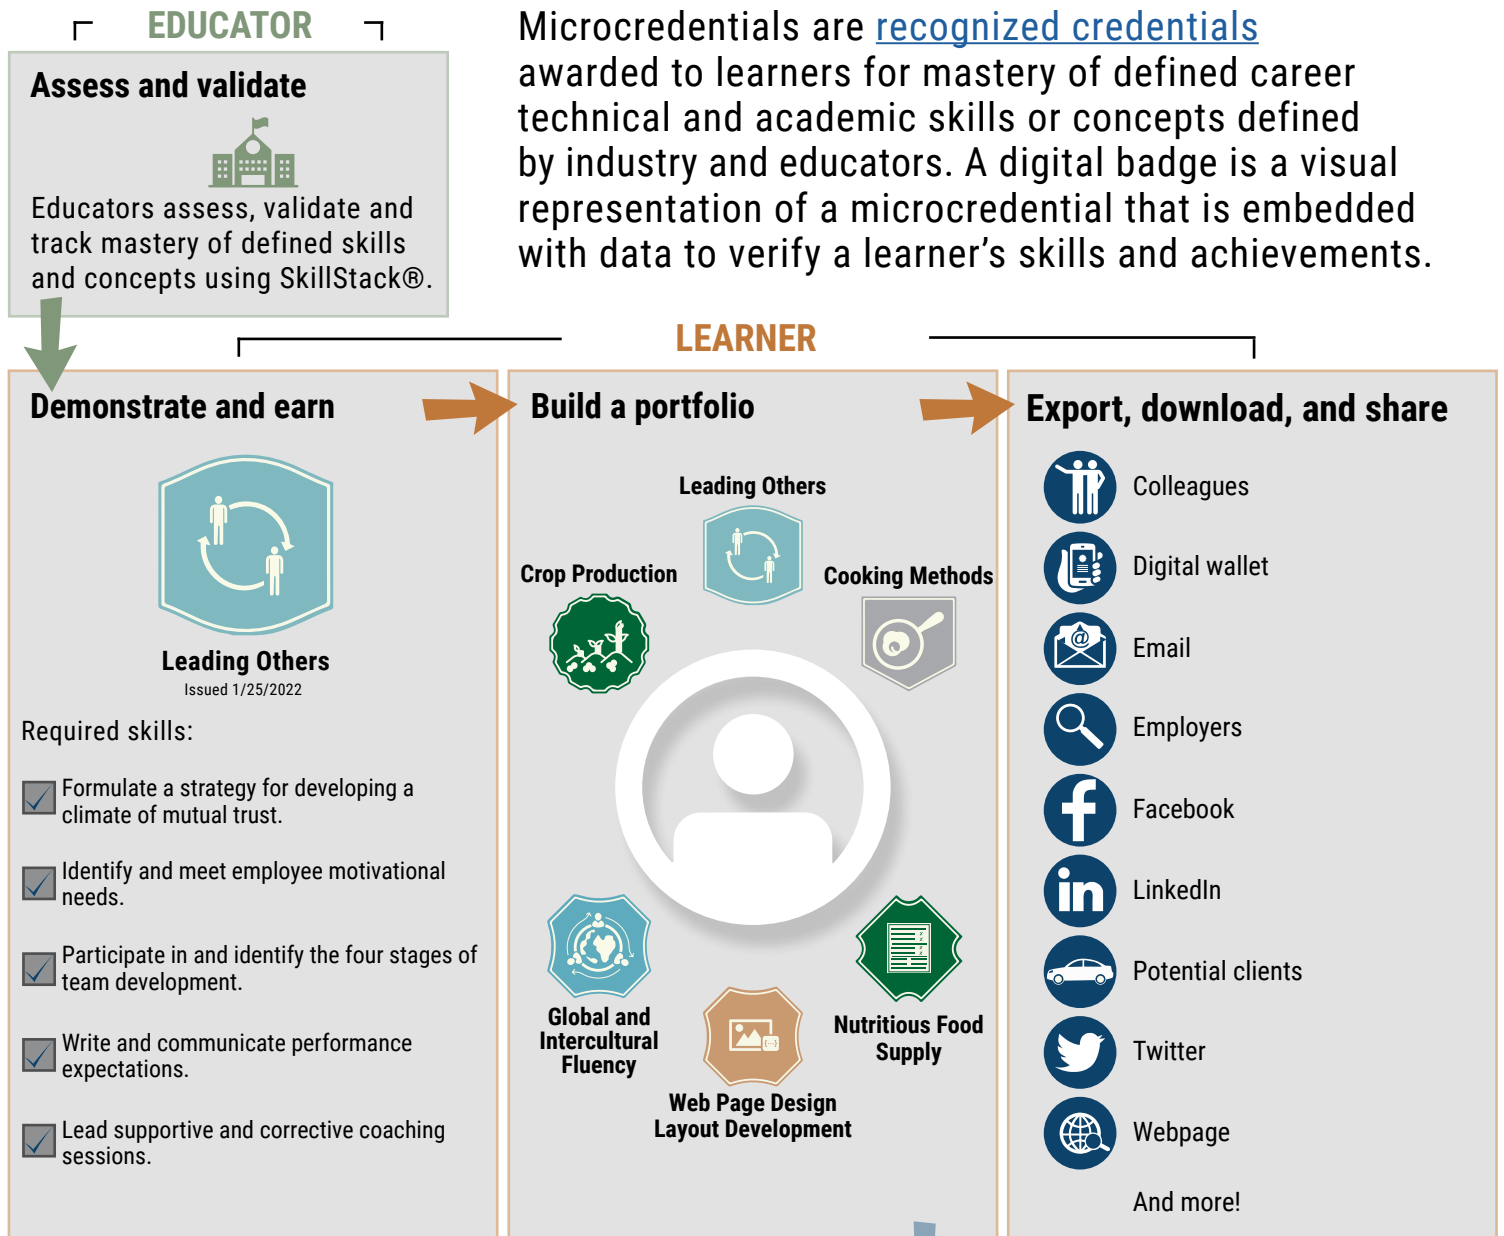 EDUCATOR
Assess and validate
Educators assess, validate and
track mastery of defined skills
and concepts using SkillStack®.
Microcredentials are recognized credentials
awarded to learners for mastery of defined career
technical and academic skills or concepts defined
by industry and educators. A digital badge is a visual
representation of a microcredential that is embedded
with data to verify a learner's skills and achievements.
LEARNER
Demonstrate and earn
Leading Others
Issued 1/25/2022
Required skills:
Formulate a strategy for developing a
climate of mutual trust.
Identify and meet employee motivational
needs.
Participate in and identify the four stages of
team development.
Write and communicate performance
expectations.
Lead supportive and corrective coaching
sessions.
Build a portfolio
Leading Others
Crop Production
Cooking Methods
Global and
Intercultural
Fluency
Nutritious Food
Supply
Web Page Design
Layout Development
Export, download, and share
Colleagues
Digital wallet
@
Email
Employers
f
Facebook
in
LinkedIn
Potential clients
Twitter
Webpage
And more!